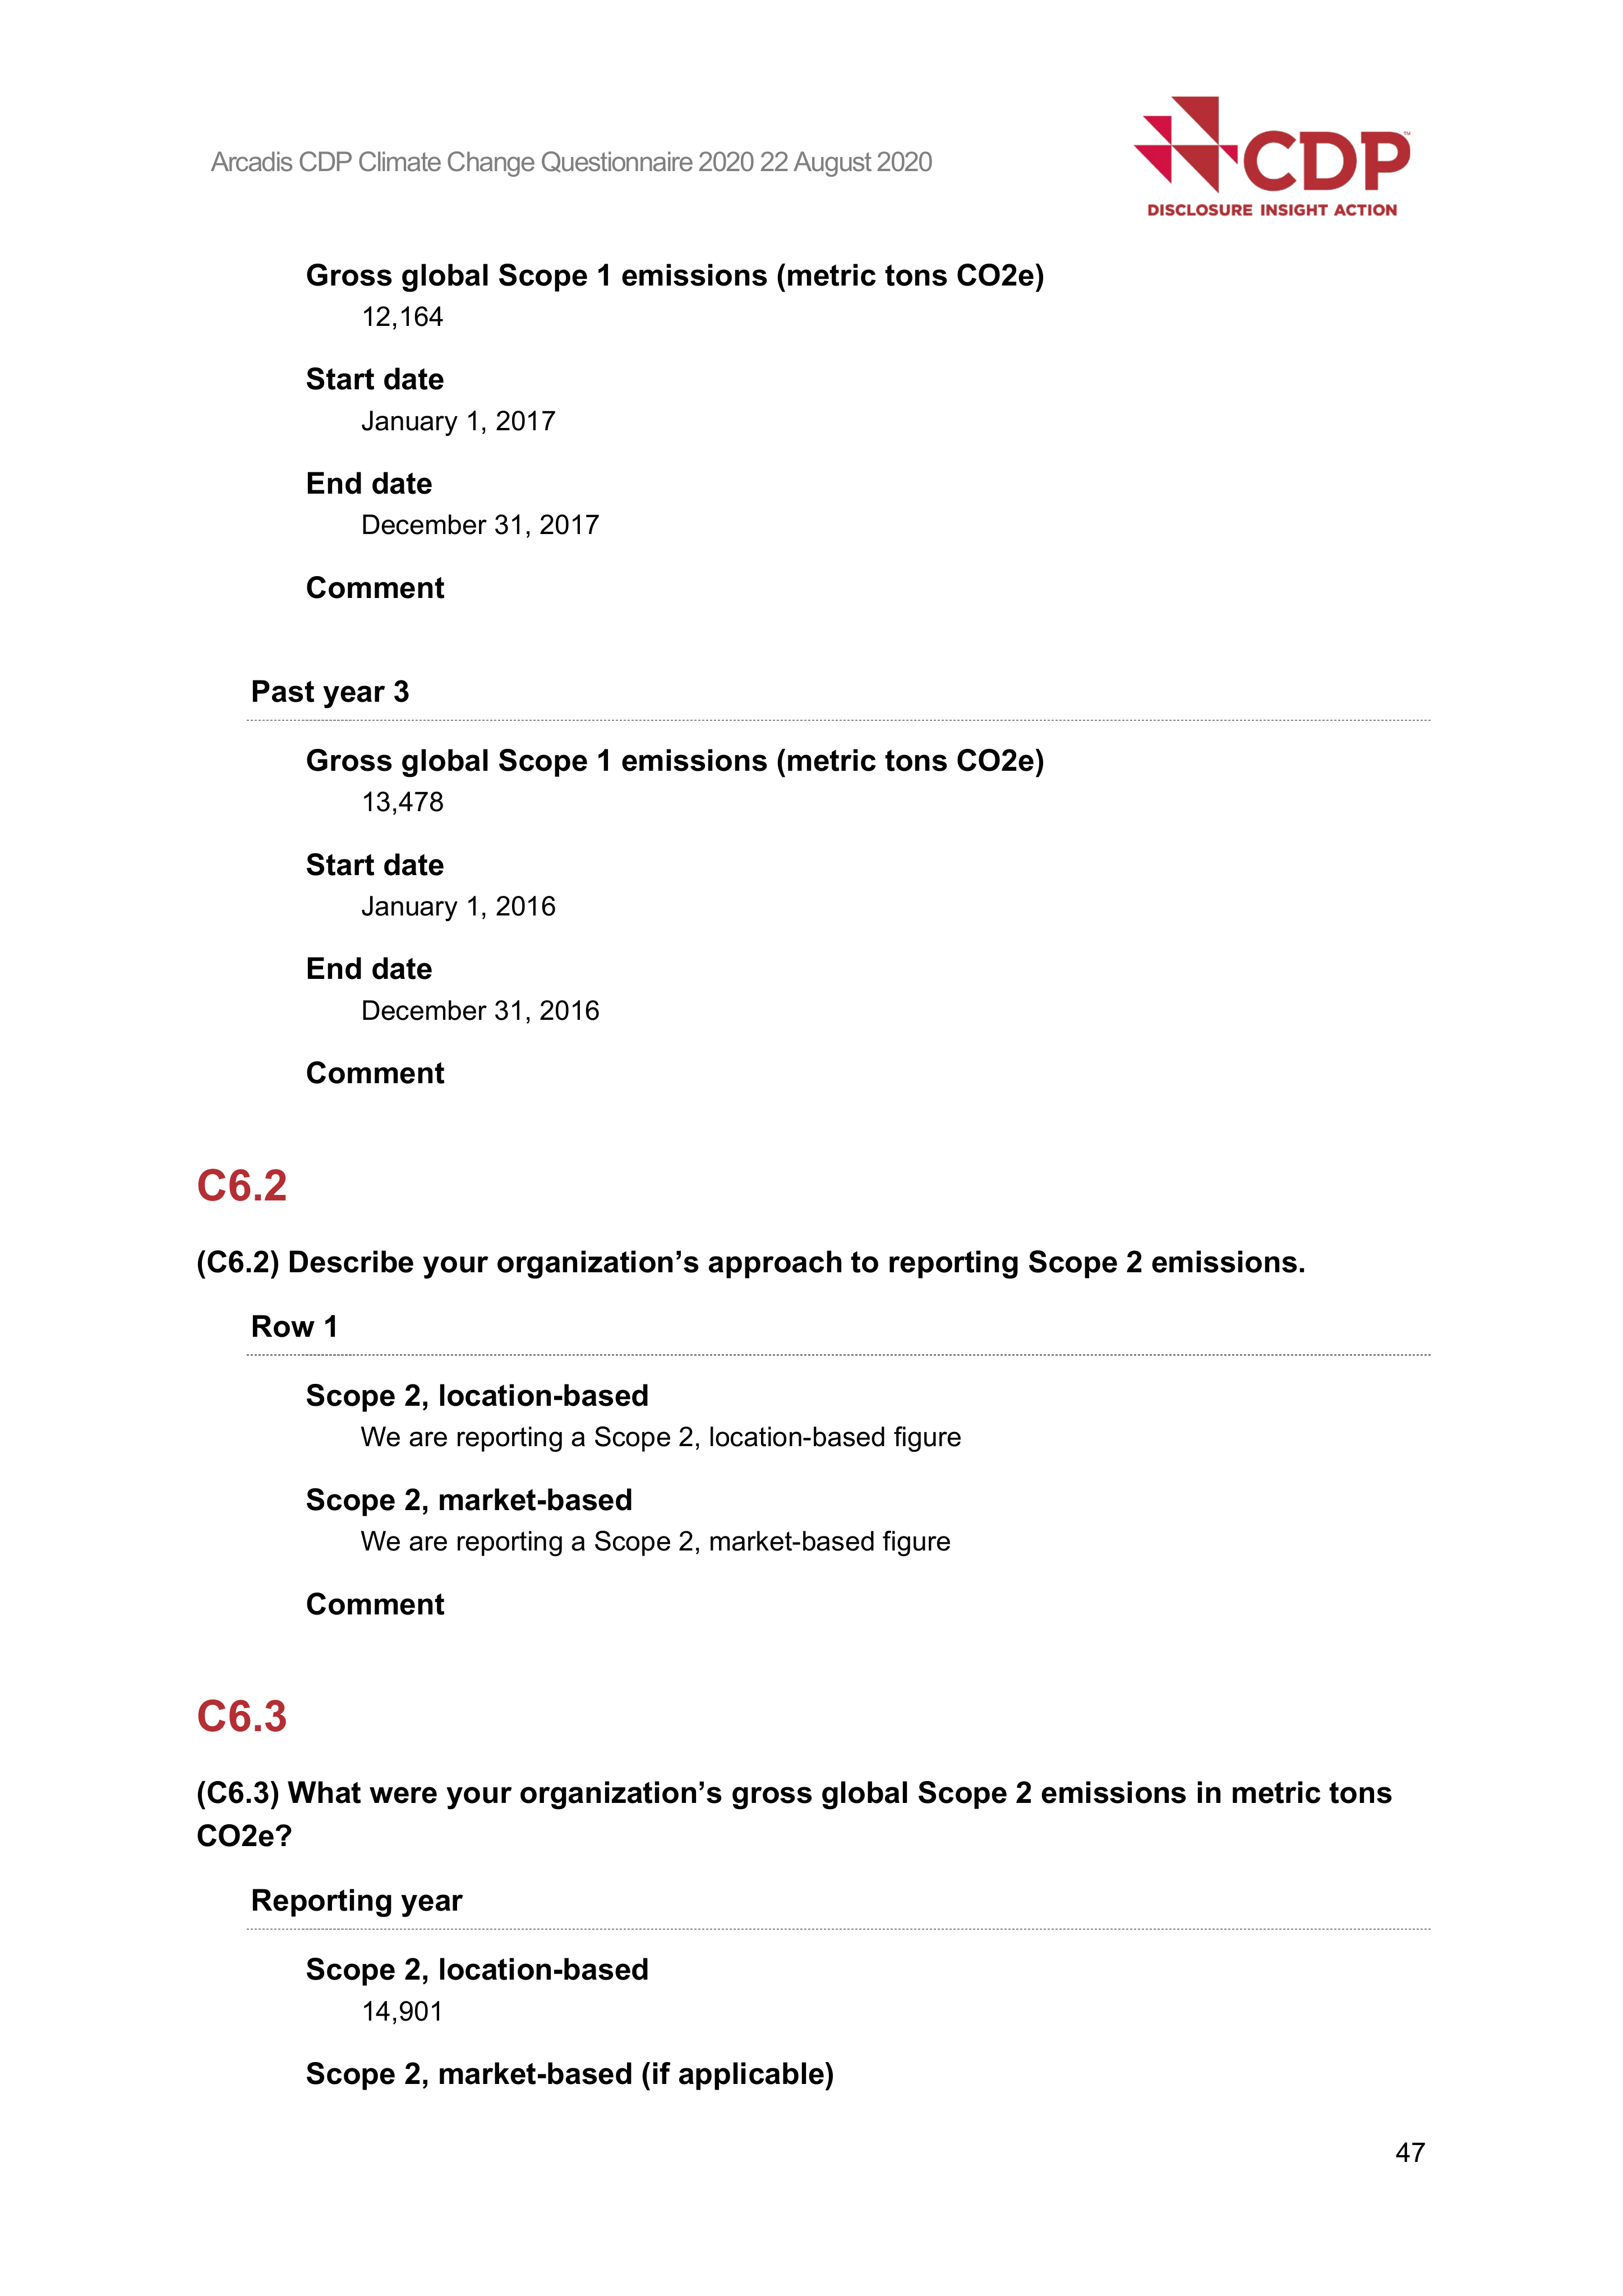 Arcadis CDP Climate Change Questionnaire 2020 22 August 2020
CDP™
DISCLOSURE INSIGHT ACTION
Gross global Scope 1 emissions (metric tons CO2e)
12,164
Start date
January 1, 2017
End date
December 31, 2017
Comment
Past year 3
Gross global Scope 1 emissions (metric tons CO2e)
13,478
Start date
January 1, 2016
End date
December 31, 2016
Comment
C6.2
(C6.2) Describe your organization’s approach to reporting Scope 2 emissions.
Row 1
Scope 2, location-based
We are reporting a Scope 2, location-based figure
Scope 2, market-based
We are reporting a Scope 2, market-based figure
Comment
C6.3
(C6.3) What were your organization’s gross global Scope 2 emissions in metric tons
CO2e?
Reporting year
Scope 2, location-based
14,901
Scope 2, market-based (if applicable)
47